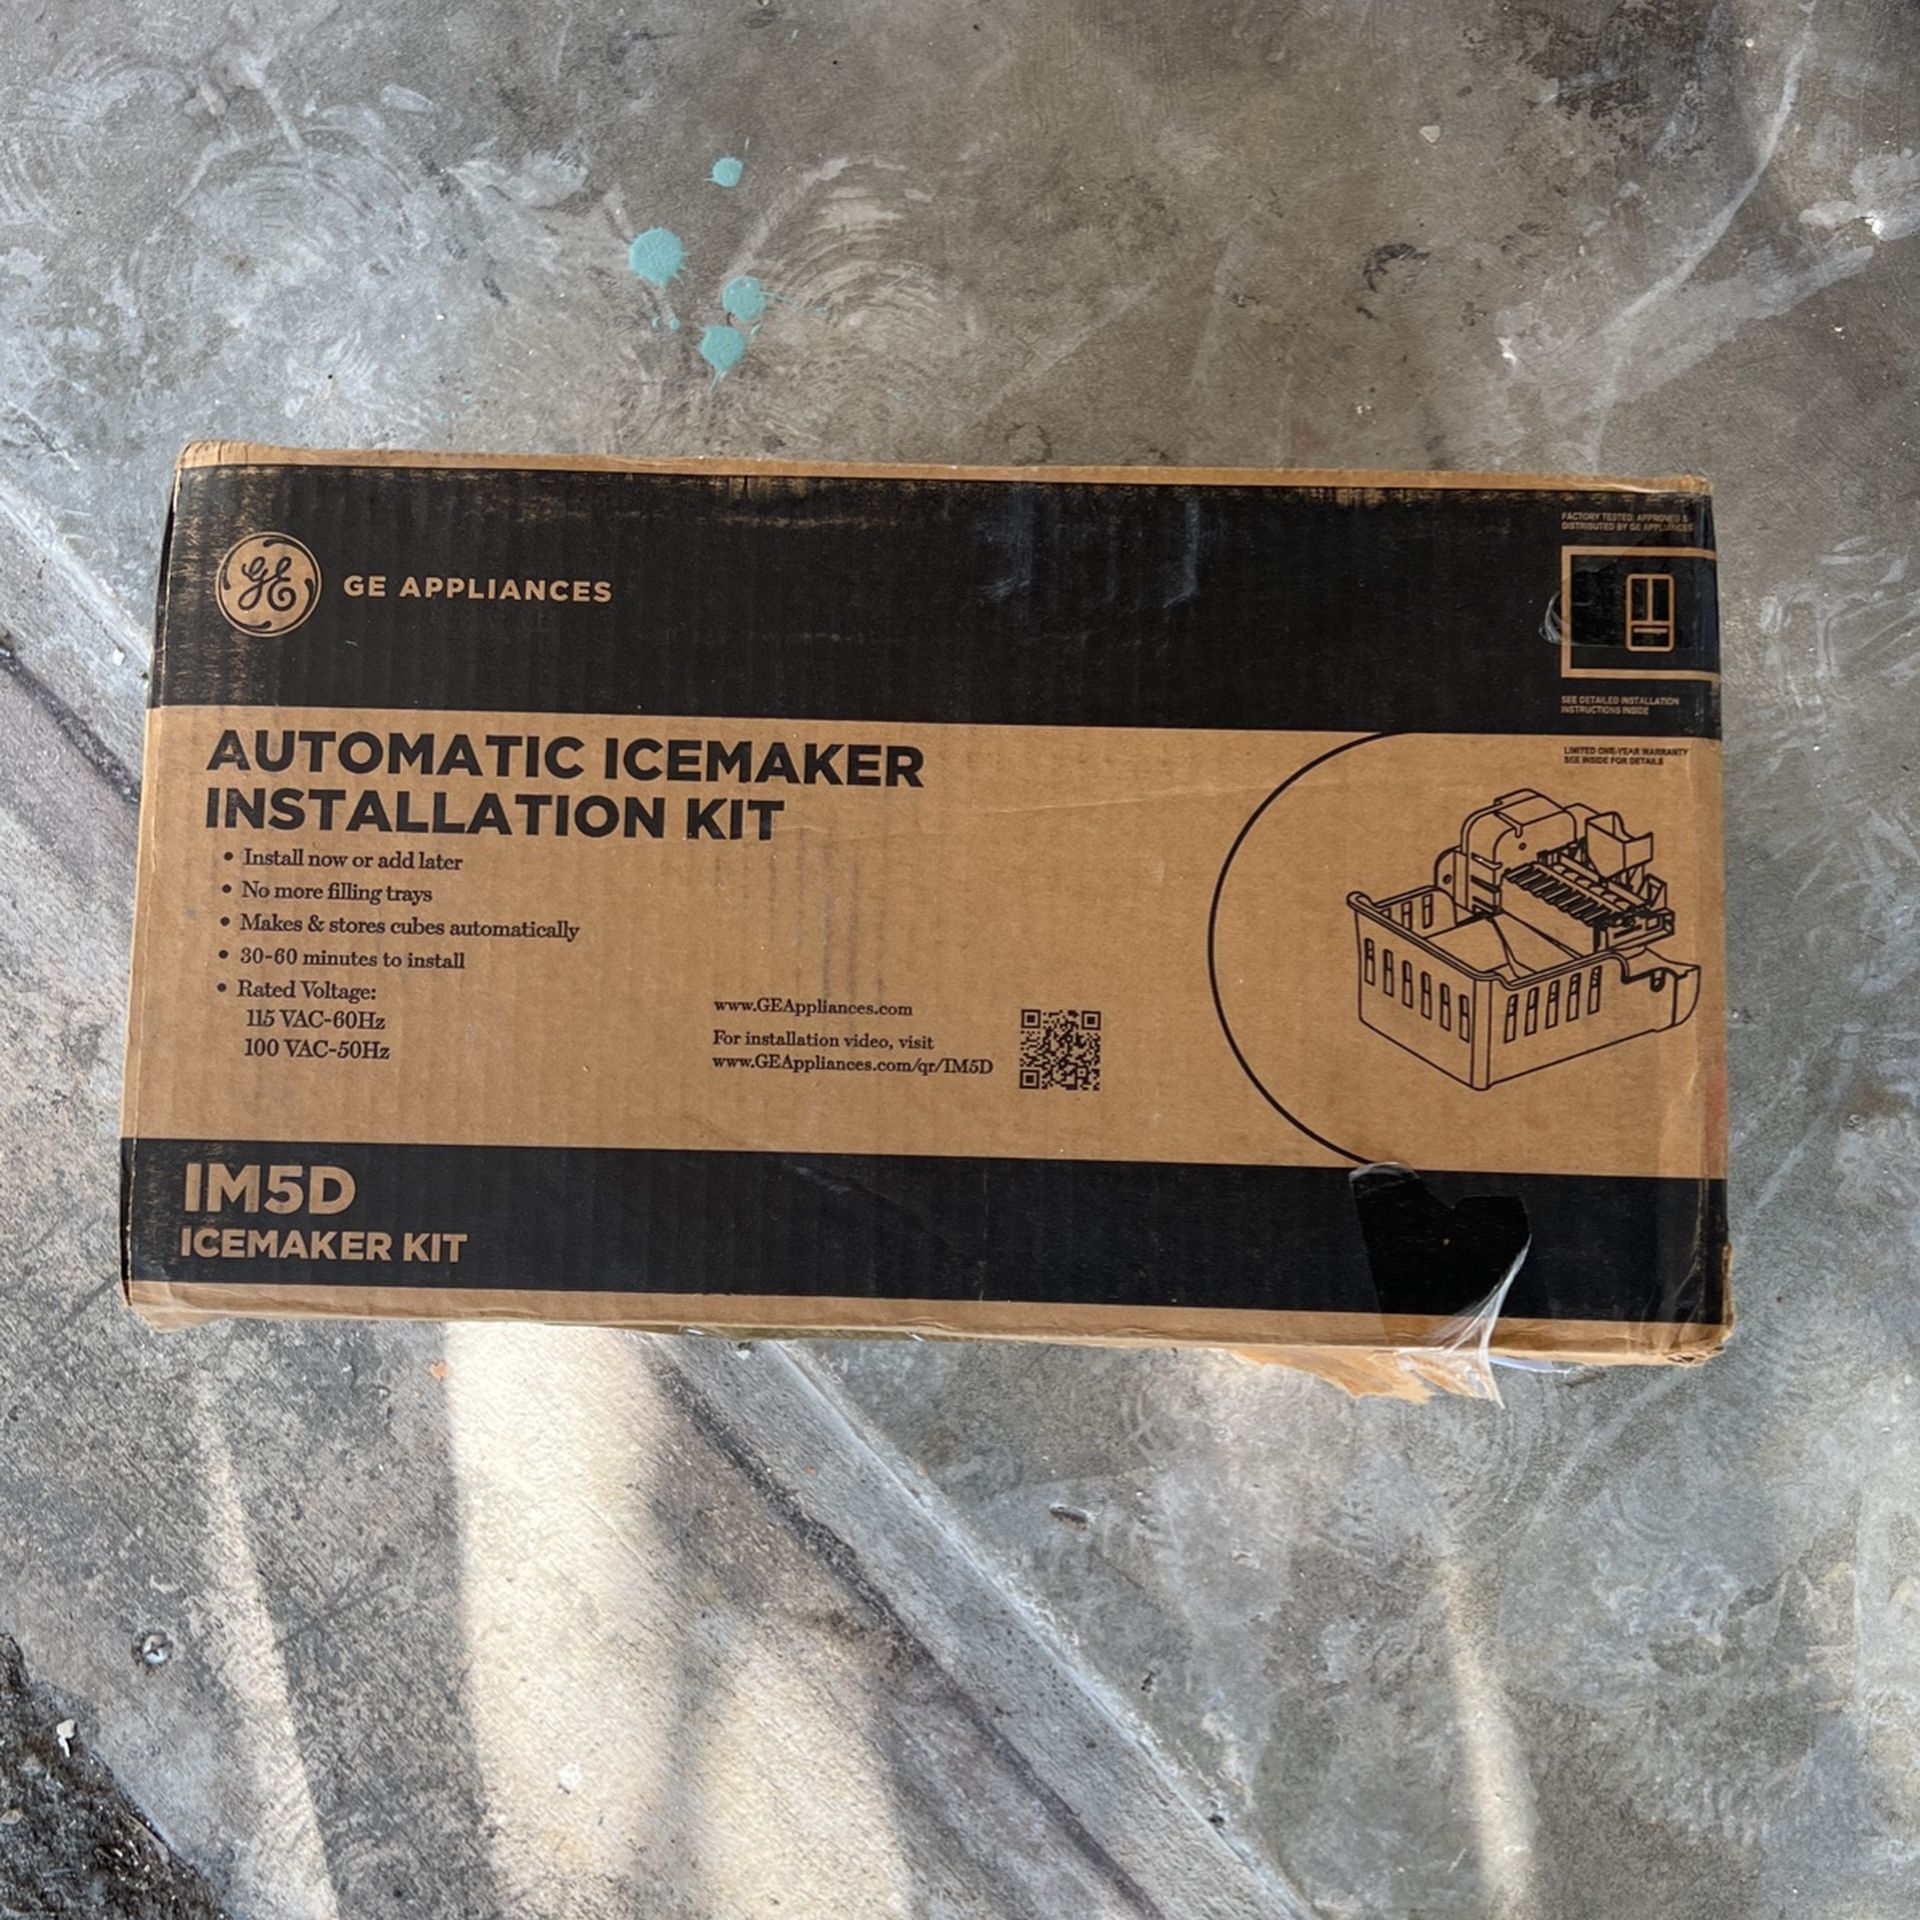 GE
GE APPLIANCES
FACTORY TESTED, APPROVED &
DISTRIBUTED BY GE APPLIANCES
SEE DETAILED INSTALLATION
INSTRUCTIONS INSIDE
LIMITED ONE-YEAR WARRANTY
SEE INSIDE FOR DETAILS
AUTOMATIC ICEMAKER
INSTALLATION KIT
• Install now or add later
• No more filling trays
• Makes & stores cubes automatically
• 30-60 minutes to install
• Rated Voltage:
115 VAC-60Hz
100 VAC-50Hz
www.GEAppliances.com
For installation video, visit
www.GEAppliances.com/qr/IM5D
IM5D
ICEMAKER KIT